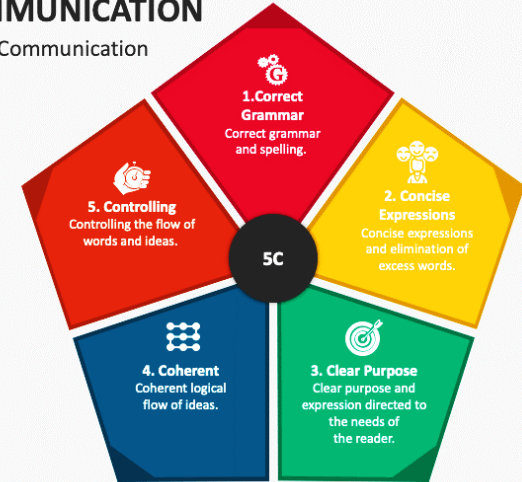 MMUNICATION
Communication
G
1.Correct
Grammar
Correct grammar
and spelling.
2. Concise
Expressions
Concise expressions
and elimination of
excess words.
3. Clear Purpose
Clear purpose and
expression directed to
the needs of
the reader.
4. Coherent
Coherent logical
flow of ideas.
5. Controlling
Controlling the flow of
words and ideas.
5C